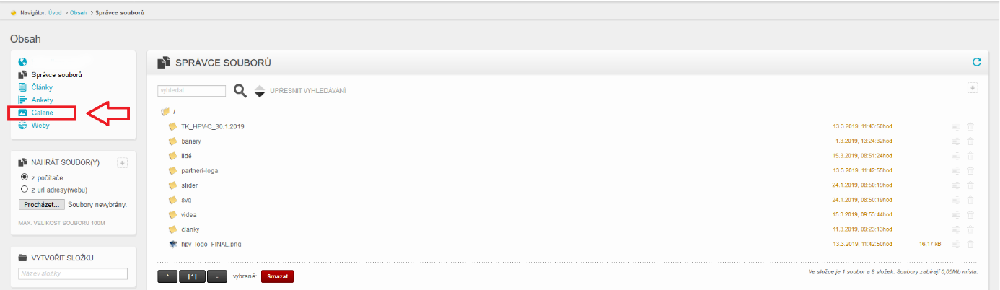 Navigátor: Úvod > Obsah > Správce souborů
Obsah
Správce souborů
Články
Ankety
Galerie
Weby
NAHRÁT SOUBOR(Y)
z počítače
z url adresy(webu)
Procházet... Soubory nevybrány.
MAX. VELIKOST SOUBORU 100M
VYTVOŘIT SLOŽKU
Název složky
SPRÁVCE SOUBORŮ
vyhledat UPŘESNIT VYHLEDÁVÁNÍ
/
TK_HPV-C_30.1.2019 13.3.2019, 11:43:50hod
banery 1.3.2019, 13:24:32hod
lidé 15.3.2019, 08:51:24hod
partneri-loga 13.3.2019, 11:42:55hod
slider 24.1.2019, 08:50:19hod
svg 24.1.2019, 08:50:19hod
videa 15.3.2019, 09:53:44hod
články 11.3.2019, 09:23:13hod
hpv_logo_FINAL.png 13.3.2019, 11:42:50hod 16,17 kB
* |*| - vybrané: Smazat
Ve složce je 1 soubor a 8 složek. Soubory zabírají 0,05Mb místa.